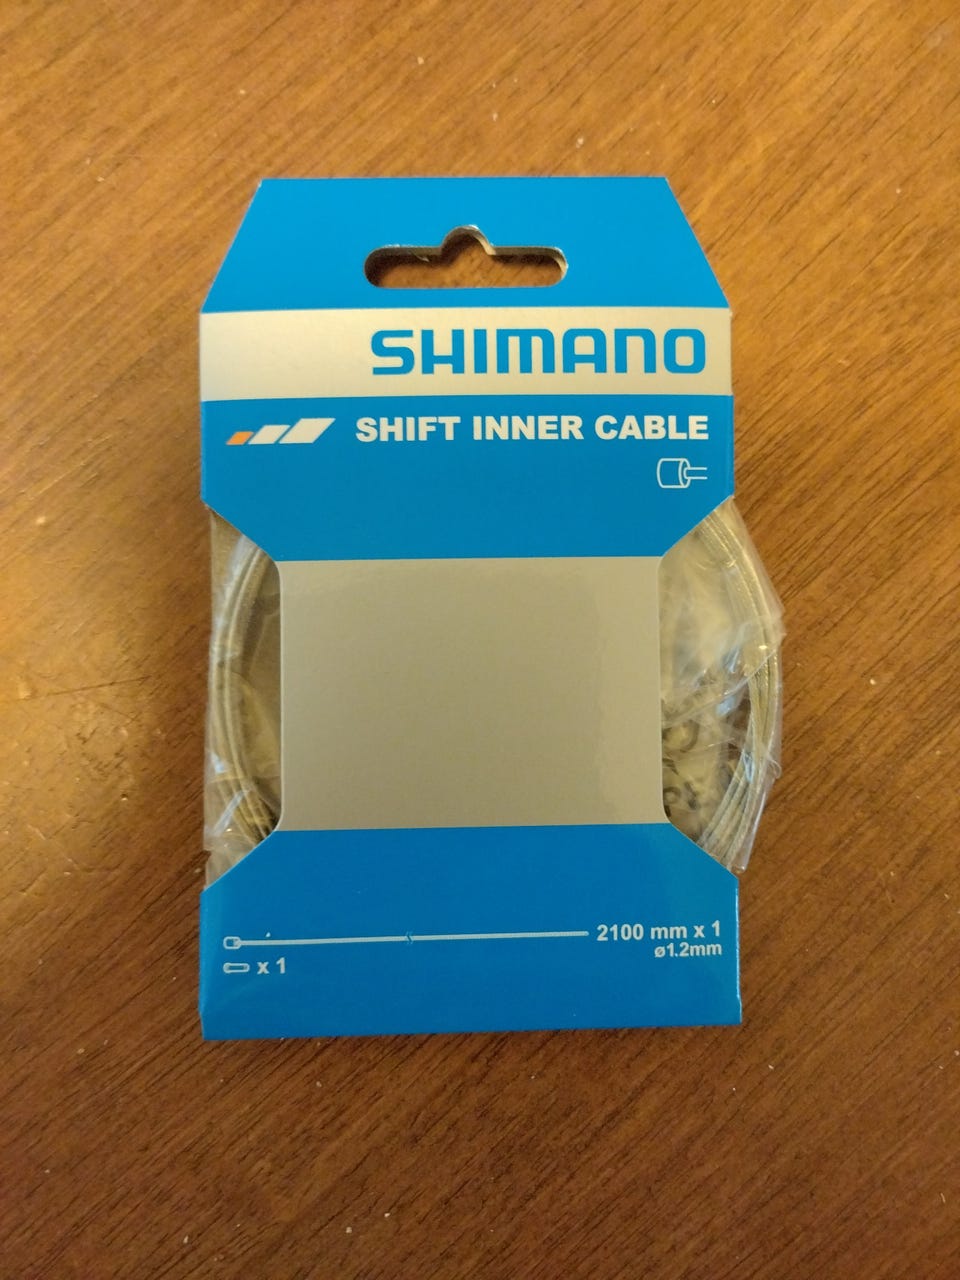 SHIMANO
SHIFT INNER CABLE
2100 mm x 1
ø1.2mm
x 1